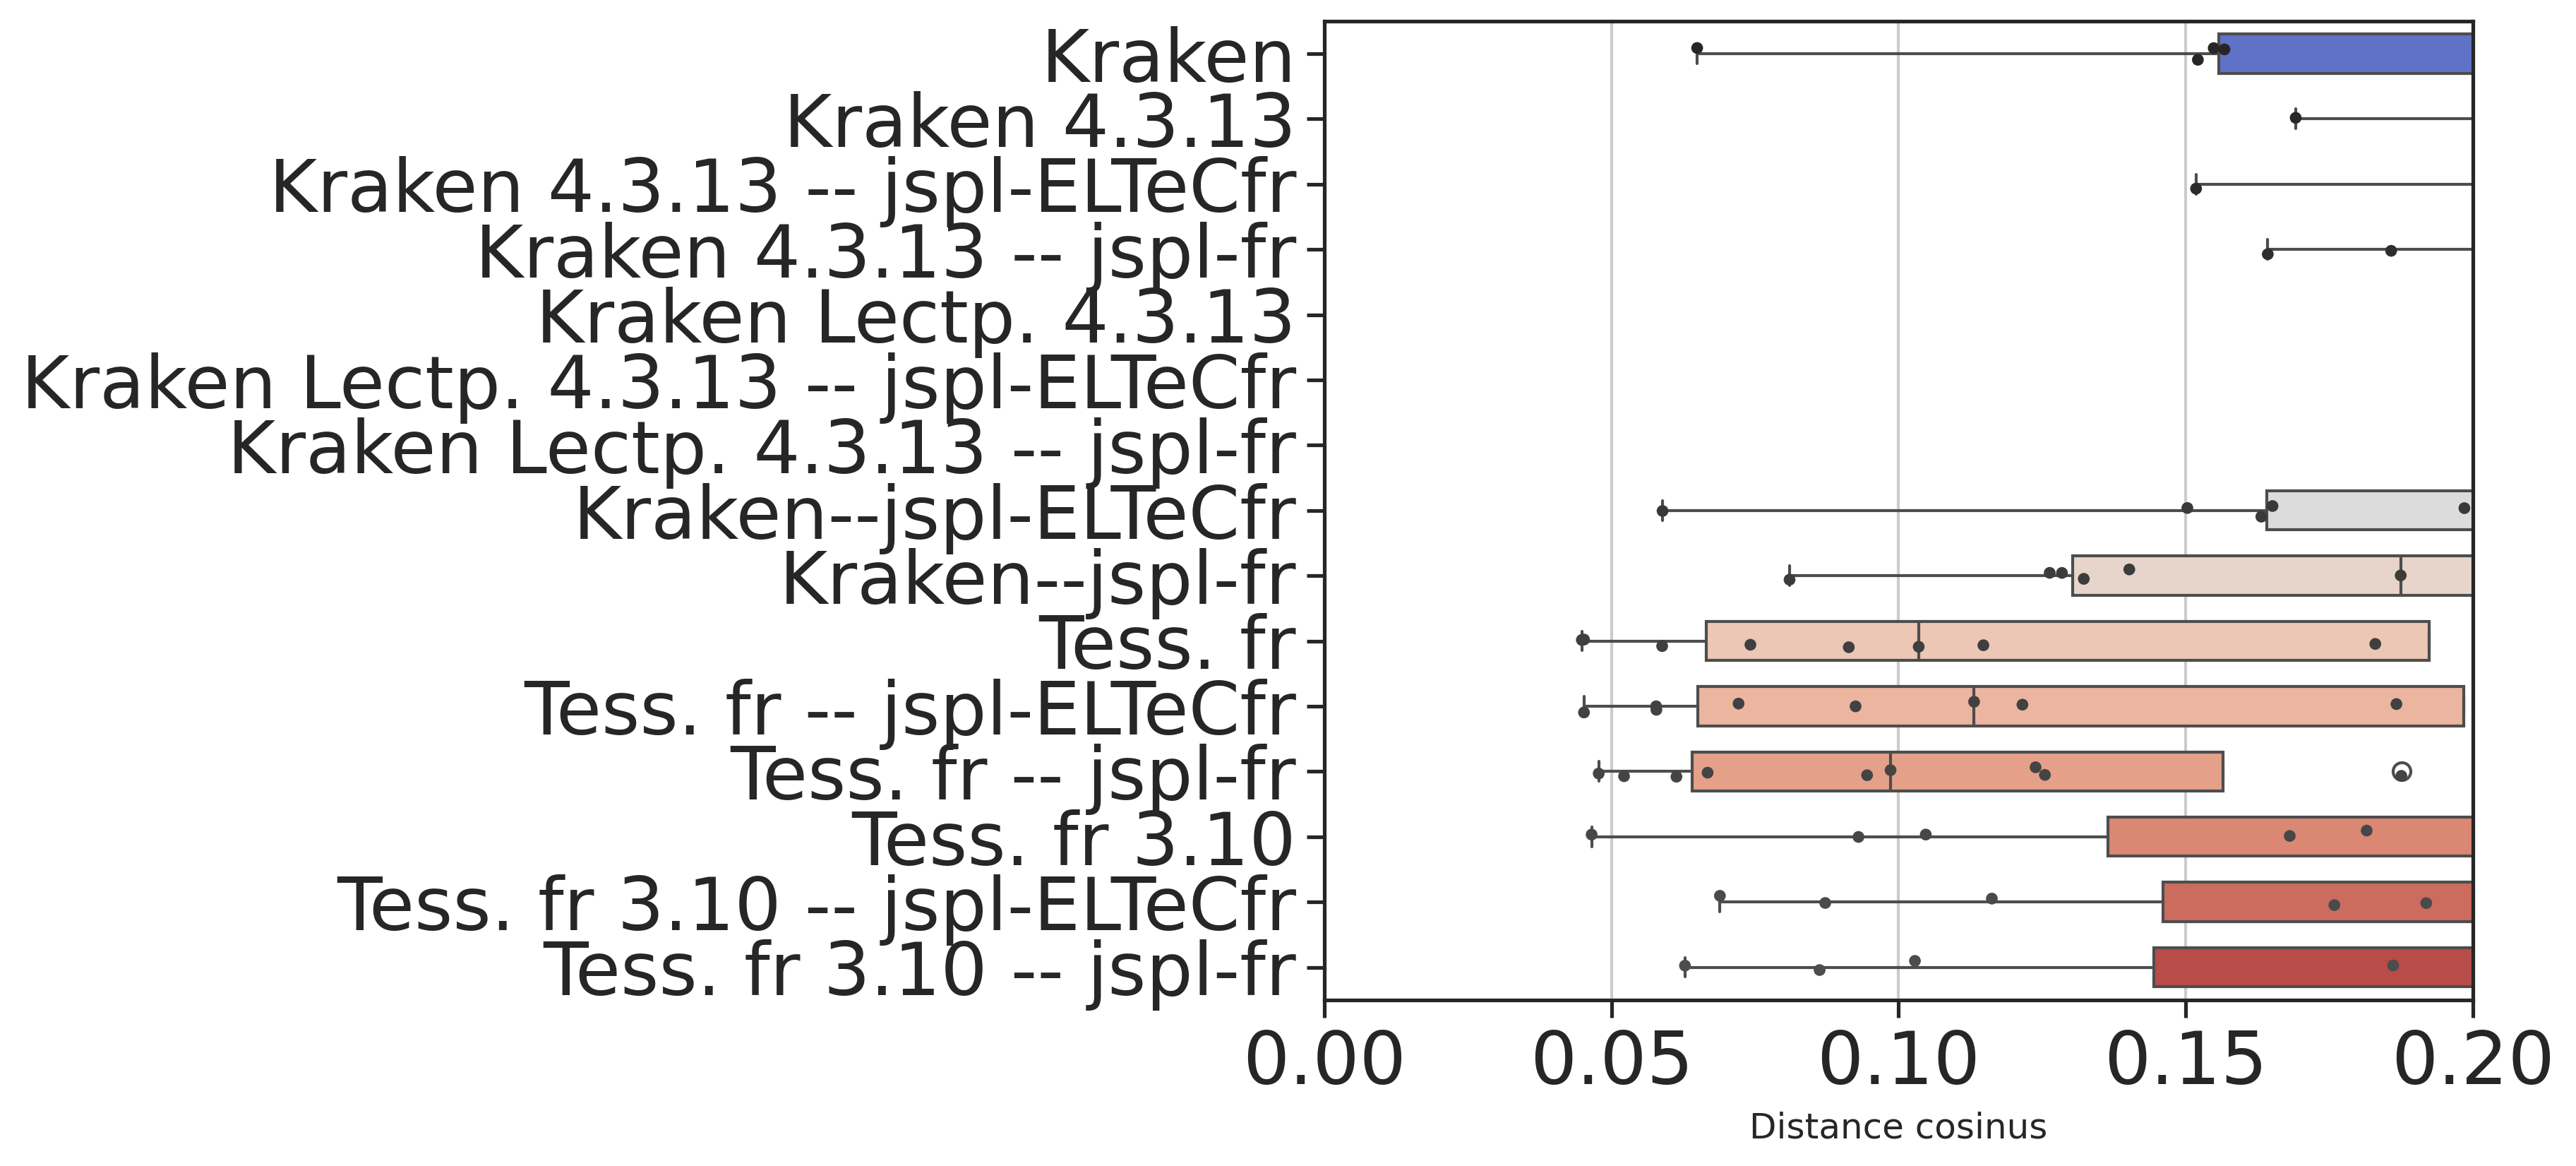 Kraken
Kraken 4.3.13
Kraken 4.3.13 -- jspl-ELTeCfr
Kraken 4.3.13 -- jspl-fr
Kraken Lectp. 4.3.13
Kraken Lectp. 4.3.13 -- jspl-ELTeCfr
Kraken Lectp. 4.3.13 -- jspl-fr
Kraken--jspl-ELTeCfr
Kraken--jspl-fr
Tess. fr
Tess. fr -- jspl-ELTeCfr
Tess. fr -- jspl-fr
Tess. fr 3.10
Tess. fr 3.10 -- jspl-ELTeCfr
Tess. fr 3.10 -- jspl-fr
0.00 0.05 0.10 0.15 0.20
Distance cosinus